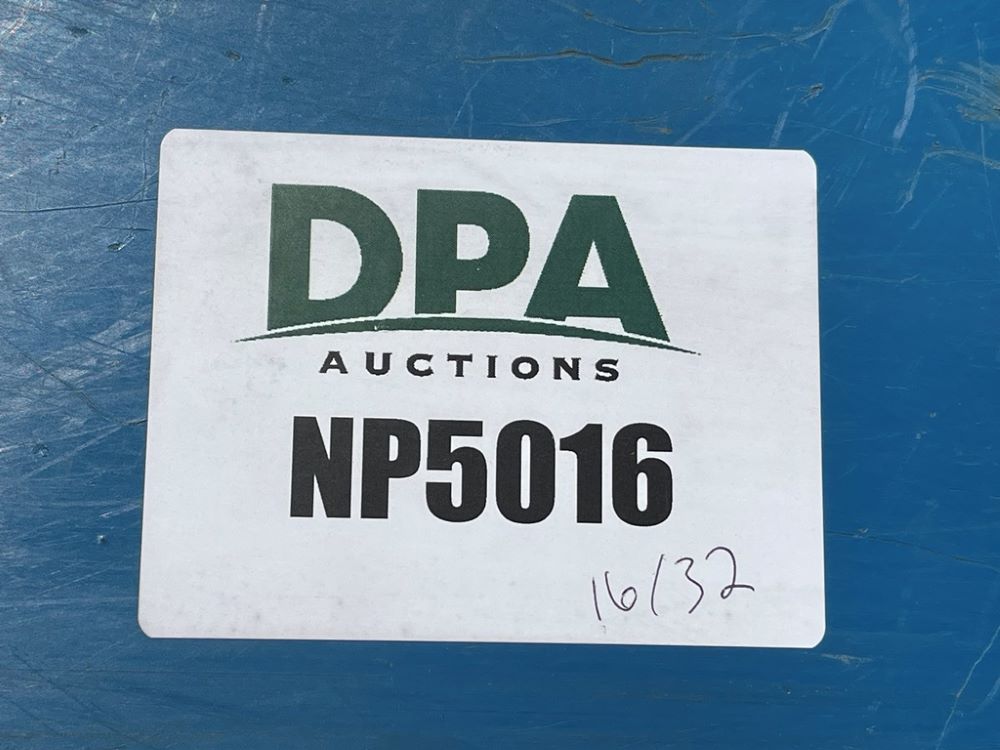 DPA
AUCTIONS
NP5016
16/32